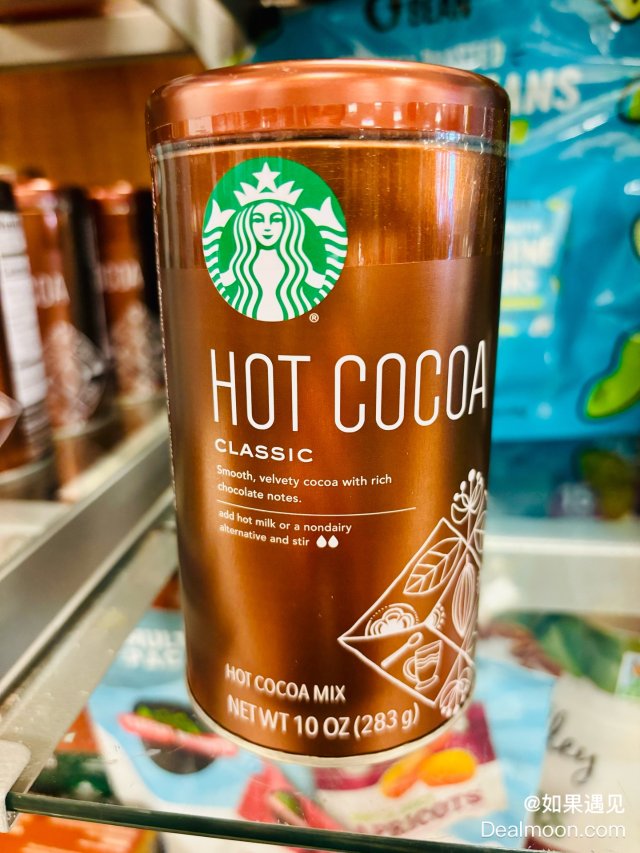 BEAN
®
HOT COCOA
CLASSIC
Smooth, velvety cocoa with rich
chocolate notes.
add hot milk or a nondairy
alternative and stir
HOT COCOA MIX
NET WT 10 OZ (283 g)
@如果遇见
Dealmoon.com